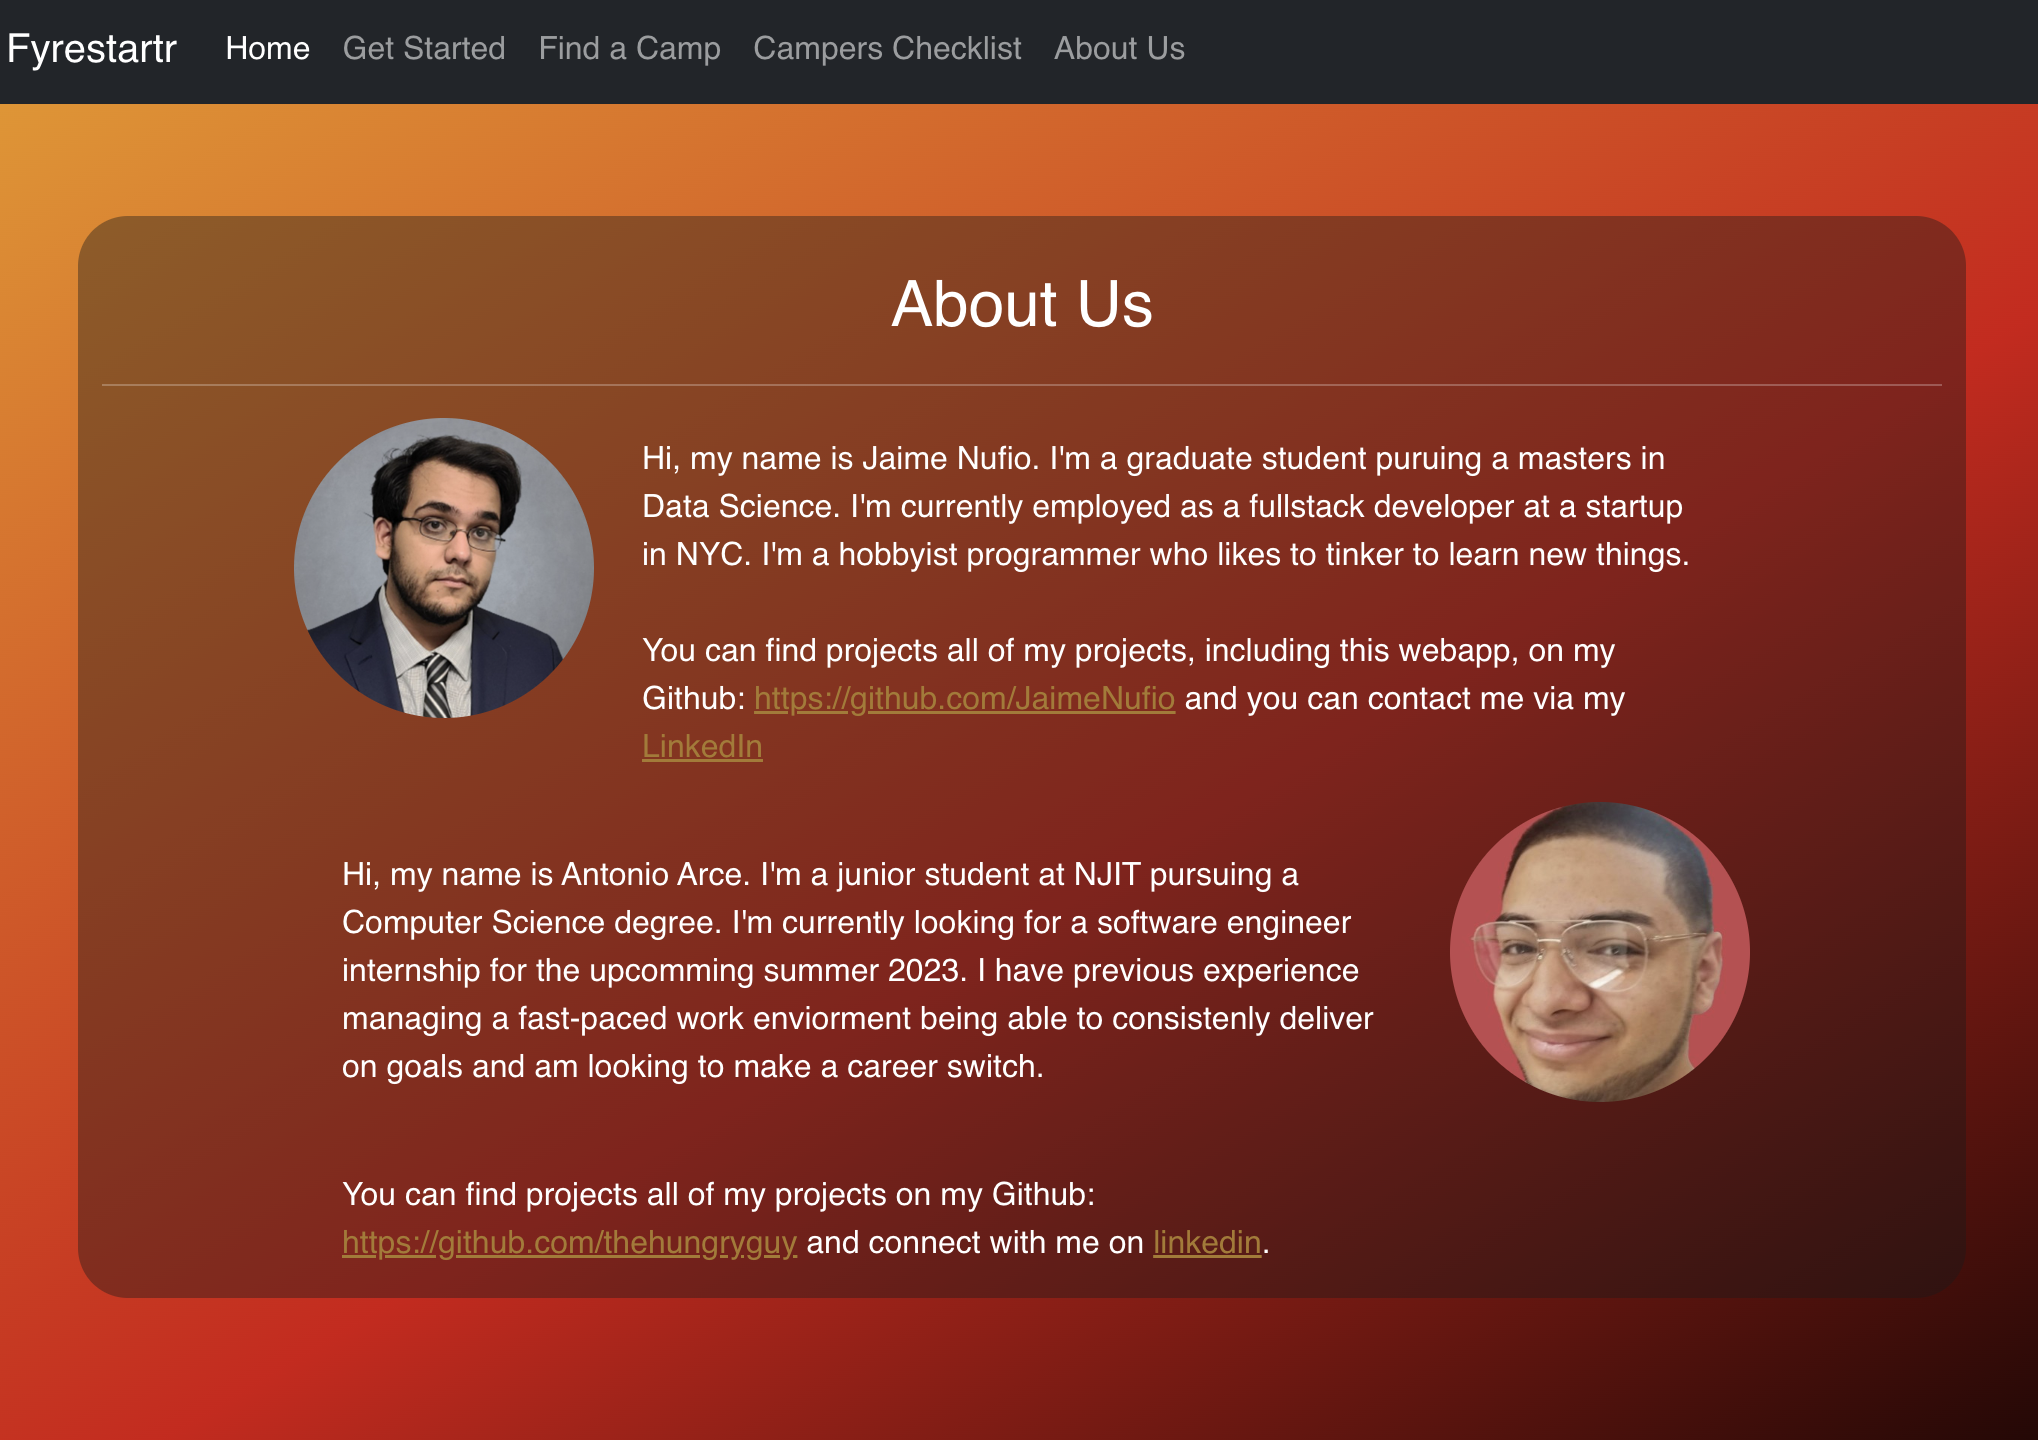 Fyrestartr Home Get Started Find a Camp Campers Checklist About Us
About Us
Hi, my name is Jaime Nufio. I'm a graduate student puruing a masters in
Data Science. I'm currently employed as a fullstack developer at a startup
in NYC. I'm a hobbyist programmer who likes to tinker to learn new things.
You can find projects all of my projects, including this webapp, on my
Github: https://github.com/JaimeNufio and you can contact me via my
LinkedIn
Hi, my name is Antonio Arce. I'm a junior student at NJIT pursuing a
Computer Science degree. I'm currently looking for a software engineer
internship for the upcomming summer 2023. I have previous experience
managing a fast-paced work enviorment being able to consistenly deliver
on goals and am looking to make a career switch.
You can find projects all of my projects on my Github:
https://github.com/thehungryguy and connect with me on linkedin.